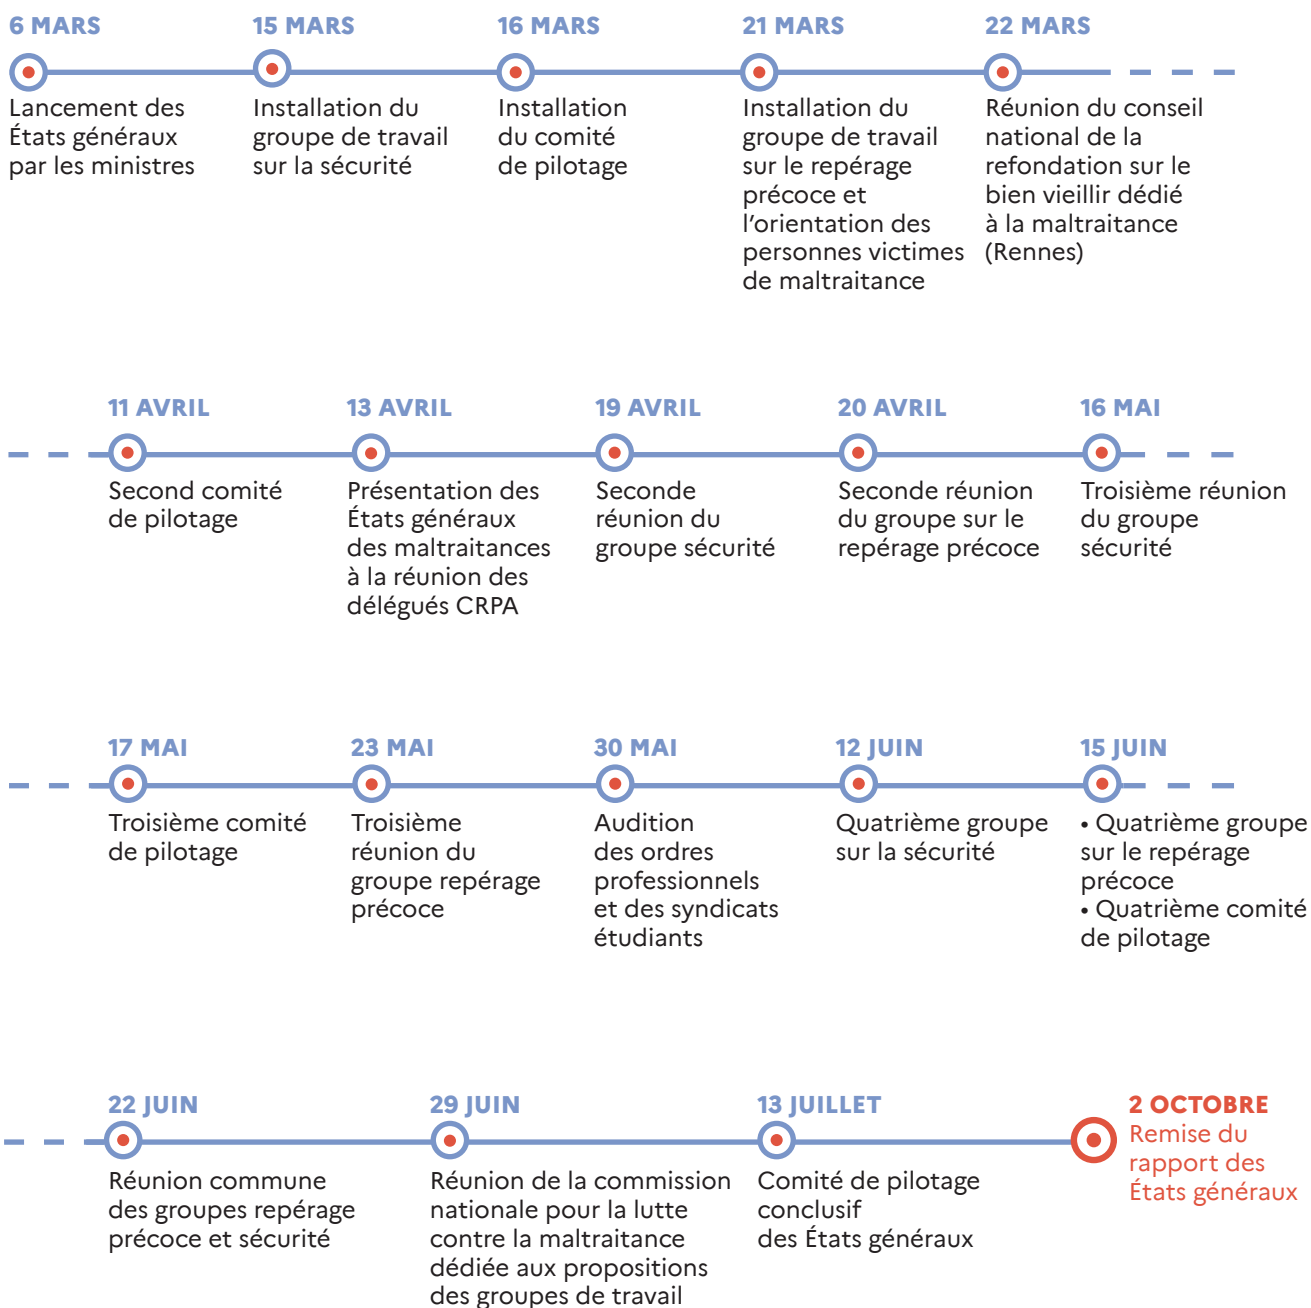 6 MARS
Lancement des
États généraux
par les ministres
15 MARS
Installation du
groupe de travail
sur la sécurité
16 MARS
Installation
du comité
de pilotage
21 MARS
Installation du
groupe de travail
sur le repérage
précoce et
l'orientation des
personnes victimes
de maltraitance
22 MARS
Réunion du conseil
national de la
refondation sur le
bien vieillir dédié
à la maltraitance
(Rennes)
11 AVRIL
Second comité
de pilotage
13 AVRIL
Présentation des
États généraux
des maltraitances
à la réunion des
délégués CRPA
19 AVRIL
Seconde
réunion du
groupe sécurité
20 AVRIL
Seconde réunion
du groupe sur le
repérage précoce
16 MAI
Troisième réunion
du groupe
sécurité
17 MAI
Troisième comité
de pilotage
23 MAI
Troisième
réunion du
groupe repérage
précoce
30 MAI
Audition
des ordres
professionnels
et des syndicats
étudiants
12 JUIN
Quatrième groupe
sur la sécurité
15 JUIN
• Quatrième groupe
sur le repérage
précoce
• Quatrième comité
de pilotage
22 JUIN
Réunion commune
des groupes repérage
précoce et sécurité
29 JUIN
Réunion de la commission
nationale pour la lutte
contre la maltraitance
dédiée aux propositions
des groupes de travail
13 JUILLET
Comité de pilotage
conclusif
des États généraux
2 OCTOBRE
Remise du
rapport des
États généraux